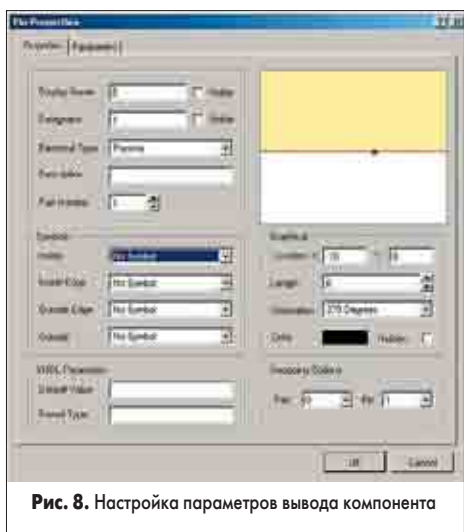 Pin Properties
Properties
Parameters
Display Name
Visible
Designator
Visible
Electrical Type
Passive
Description
Part Number
Symbols
Inside
No Symbol
Inside Edge
No Symbol
Outside Edge
No Symbol
Outside
No Symbol
Graphical
Location X
Y
Length
Orientation
270 Degrees
Color
Hidden
VHDL Parameters
Default Value
Formal Type
Swapping Options
Part
Pin
OK
Cancel
Рис. 8. Настройка параметров вывода компонента